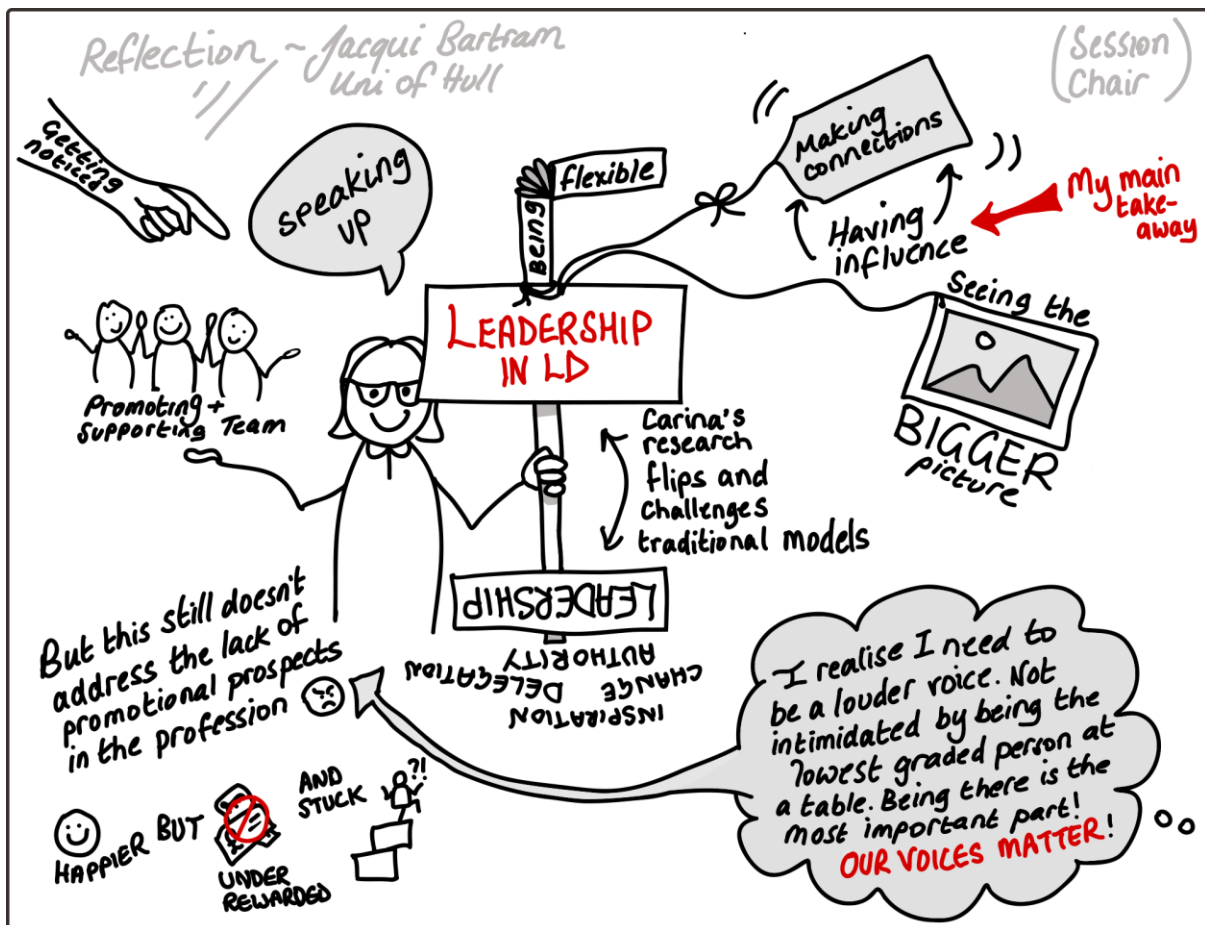 Reflection ~ Jacqui Bartram
Uni of Hull
(Session
Chair)
Getting
noticed
Speaking
up
Being
flexible
Making
connections
Having
influence
My main
take-
away
Seeing the
BIGGER
picture
LEADERSHIP
IN LD
Promoting +
Supporting Team
Carina's
research
flips and
challenges
traditional models
LEADERSHIP
AUTHORITY
CHANGE DELEGATION
INSPIRATION
But this still doesn't
address the lack of
promotional prospects
in the profession
HAPPIER BUT
UNDER
REWARDED
AND
STUCK
?!
£
I realise I need to
be a louder voice. Not
intimidated by being the
lowest graded person at
a table. Being there is the
most important part!
OUR VOICES MATTER!